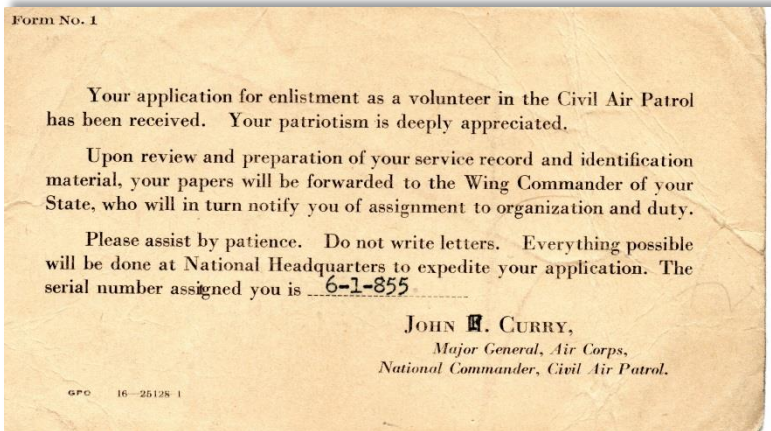 Form No. 1
Your application for enlistment as a volunteer in the Civil Air Patrol
has been received. Your patriotism is deeply appreciated.
Upon review and preparation of your service record and identification
material, your papers will be forwarded to the Wing Commander of your
State, who will in turn notify you of assignment to organization and duty.
Please assist by patience. Do not write letters. Everything possible
will be done at National Headquarters to expedite your application. The
serial number assigned you is 6-1-855
JOHN F. CURRY,
Major General, Air Corps,
National Commander, Civil Air Patrol.
GPO 16—25128-1